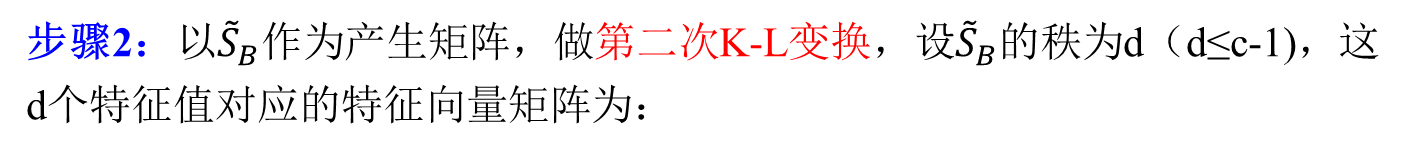 步骤2：以S̃_B作为产生矩阵，做第二次K-L变换，设S̃_B的秩为d（d≤c-1)，这
d个特征值对应的特征向量矩阵为：